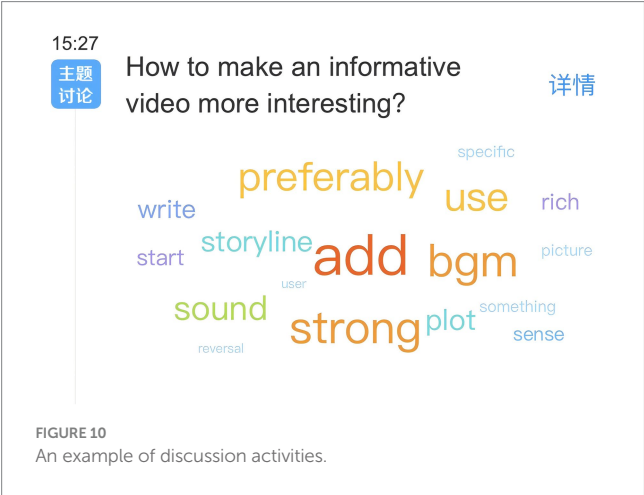 15:27
主题
讨论
How to make an informative
video more interesting?
详情
specific
preferably
use
rich
write
storyline
add
bgm
picture
start
user
sound
strong
plot
something
sense
reversal
FIGURE 10
An example of discussion activities.